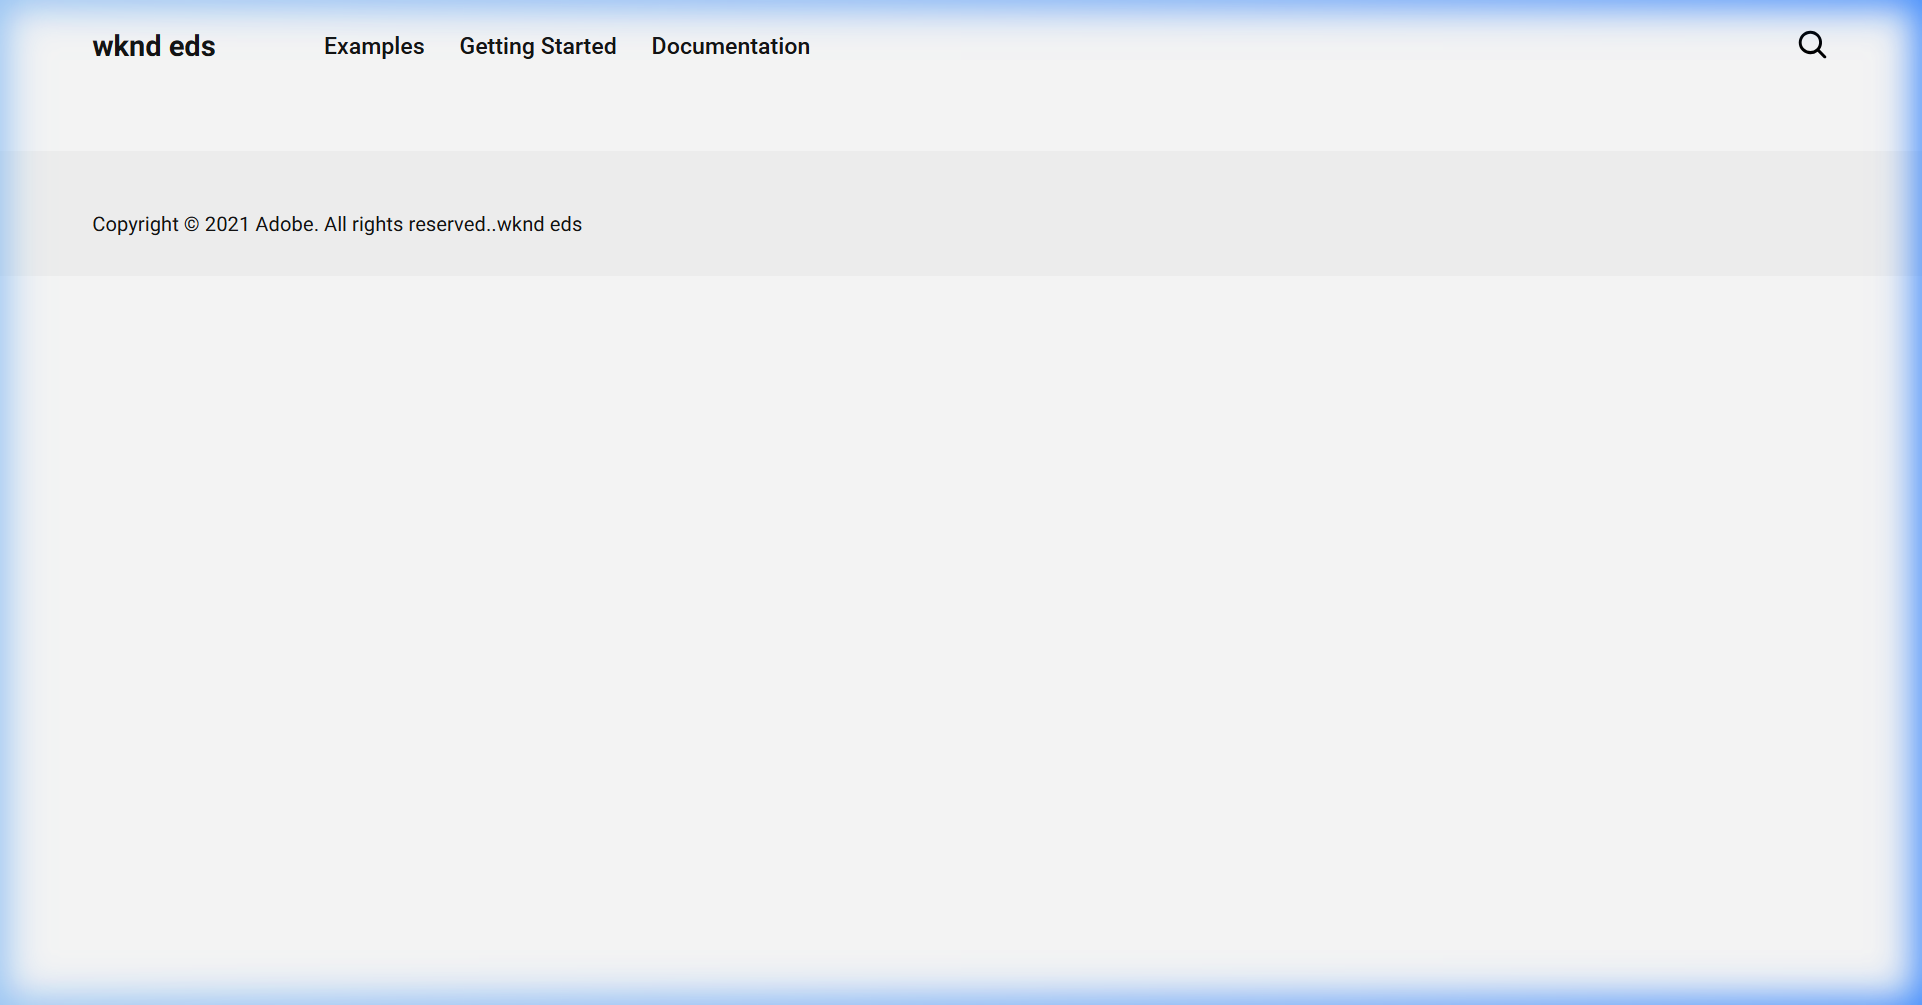 wknd eds
Examples Getting Started Documentation
Copyright © 2021 Adobe. All rights reserved..wknd eds